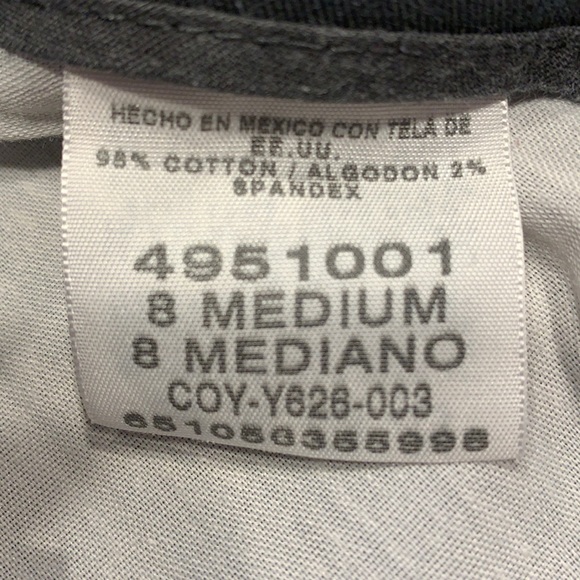 HECHO EN MEXICO CON TELA DE
EE.UU.
98% COTTON / ALGODON 2%
SPANDEX
4951001
8 MEDIUM
8 MEDIANO
COY-Y626-003
651056355998